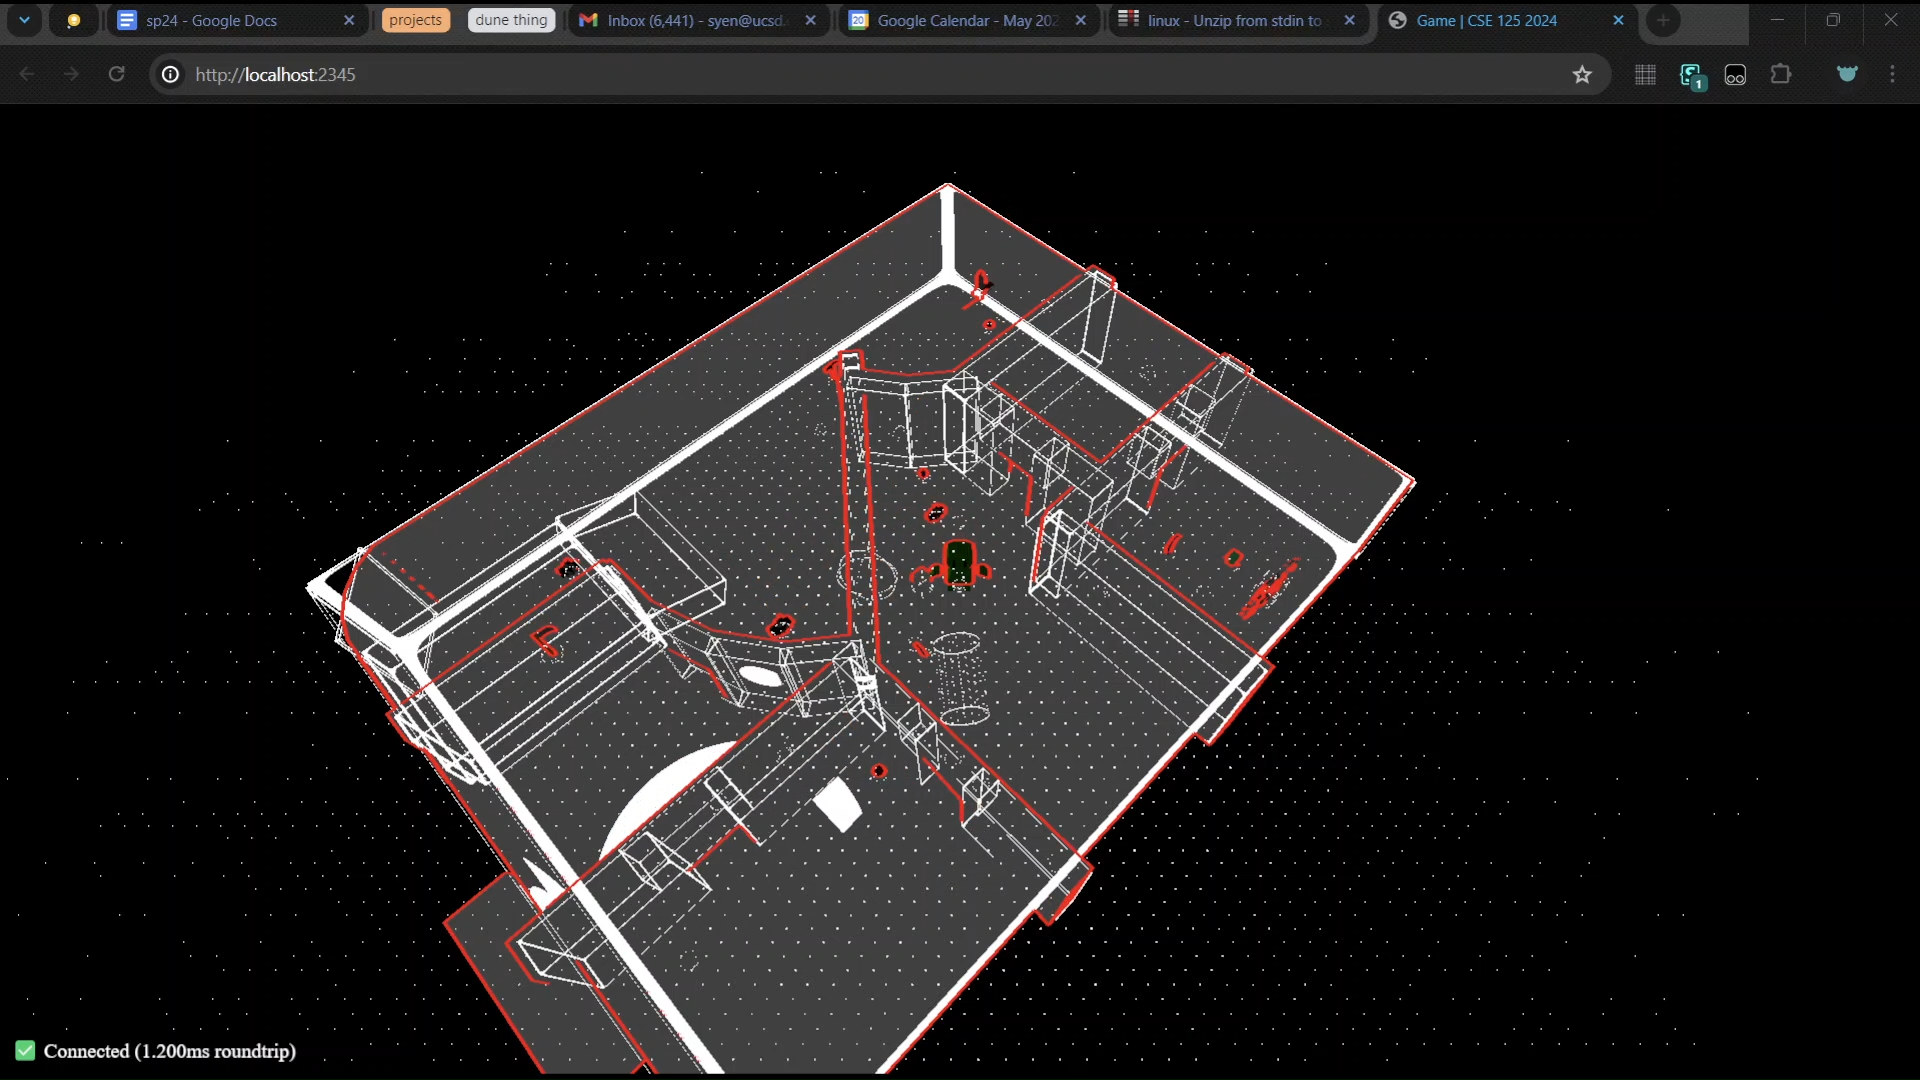 sp24 - Google Docs
projects
dune thing
Inbox (6,441) - syen@ucsd.
Google Calendar - May 202
linux - Unzip from stdin to
Game | CSE 125 2024
http://localhost:2345
1
20
✅ Connected (1.200ms roundtrip)